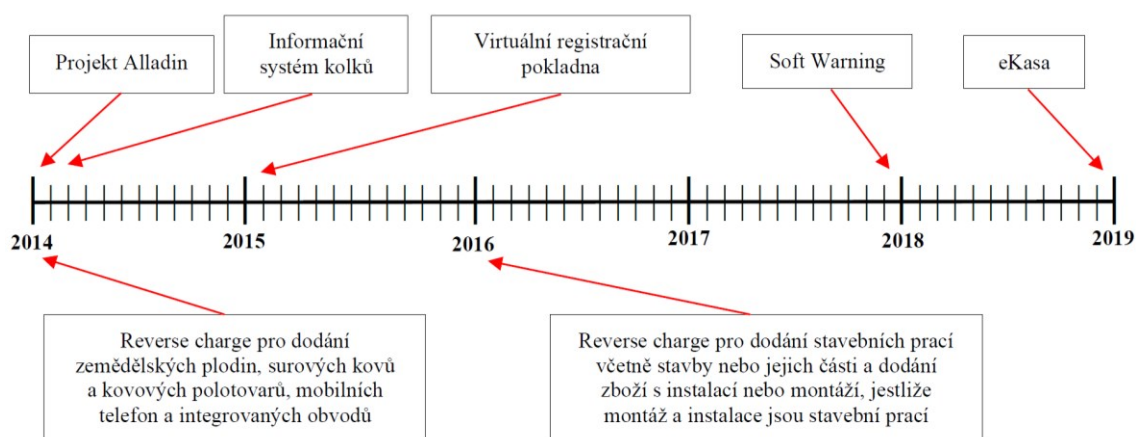 Projekt Alladin
Informační
systém kolků
Virtuální registrační
pokladna
Soft Warning
eKasa
2014
2015
2016
2017
2018
2019
Reverse charge pro dodání
zemědělských plodin, surových kovů
a kovových polotovarů, mobilních
telefon a integrovaných obvodů
Reverse charge pro dodání stavebních prací
včetně stavby nebo jejich části a dodání
zboží s instalací nebo montáží, jestliže
montáž a instalace jsou stavební prací